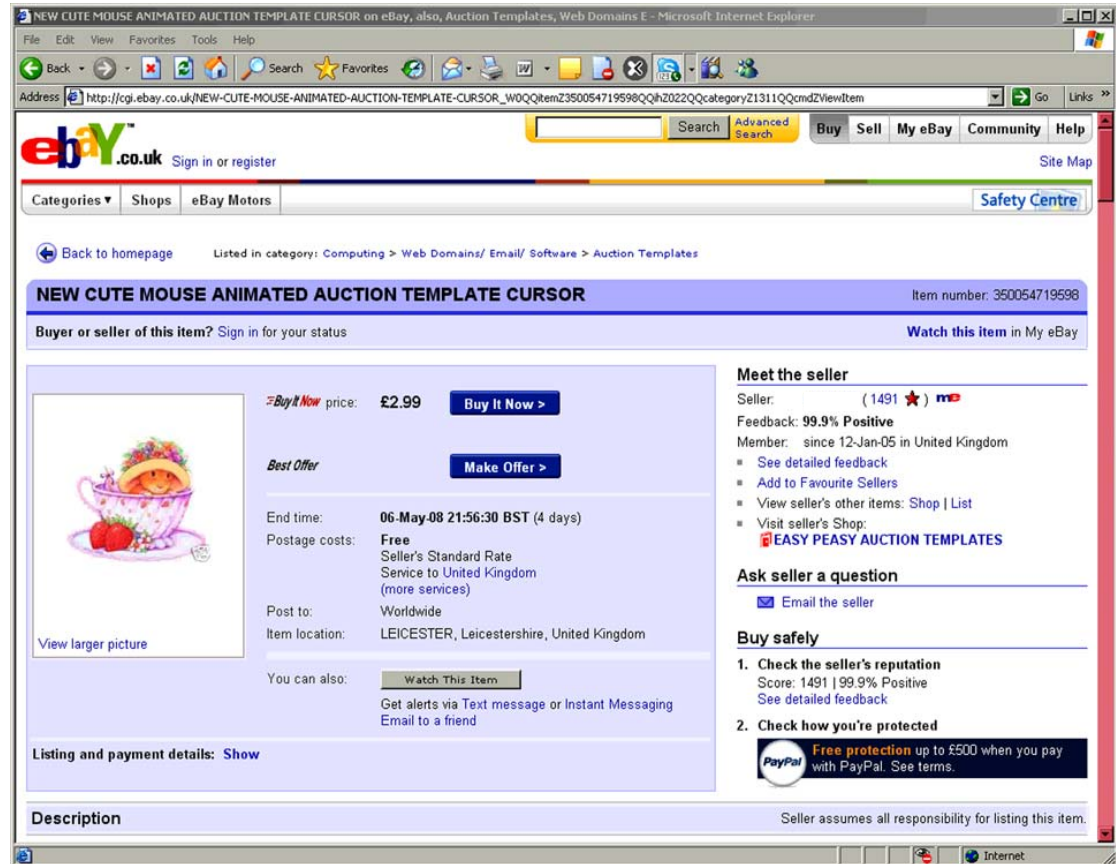 NEW CUTE MOUSE ANIMATED AUCTION TEMPLATE CURSOR on eBay, also, Auction Templates, Web Domains E - Microsoft Internet Explorer
File Edit View Favorites Tools Help
Back Search Favorites
Address http://cgi.ebay.co.uk/NEW-CUTE-MOUSE-ANIMATED-AUCTION-TEMPLATE-CURSOR_W0QQitemZ350054719598QQihZ022QQcategoryZ1311QQcmdZViewItem Go Links »
ebay™.co.uk Sign in or register
Search Advanced Search Buy Sell My eBay Community Help
Site Map
Categories ▼ Shops eBay Motors Safety Centre
Back to homepage Listed in category: Computing > Web Domains/ Email/ Software > Auction Templates
NEW CUTE MOUSE ANIMATED AUCTION TEMPLATE CURSOR Item number: 350054719598
Buyer or seller of this item? Sign in for your status Watch this item in My eBay
View larger picture
Buy It Now price: £2.99 Buy It Now >
Best Offer Make Offer >
End time: 06-May-08 21:56:30 BST (4 days)
Postage costs: Free
Seller's Standard Rate
Service to United Kingdom
(more services)
Post to: Worldwide
Item location: LEICESTER, Leicestershire, United Kingdom
You can also: Watch This Item
Get alerts via Text message or Instant Messaging
Email to a friend
Listing and payment details: Show
Meet the seller
Seller: ( 1491 ) me
Feedback: 99.9% Positive
Member: since 12-Jan-05 in United Kingdom
See detailed feedback
Add to Favourite Sellers
View seller's other items: Shop | List
Visit seller's Shop:
EASY PEASY AUCTION TEMPLATES
Ask seller a question
Email the seller
Buy safely
1. Check the seller's reputation
Score: 1491 | 99.9% Positive
See detailed feedback
2. Check how you're protected
PayPal Free protection up to £500 when you pay
with PayPal. See terms.
Description Seller assumes all responsibility for listing this item.
Internet